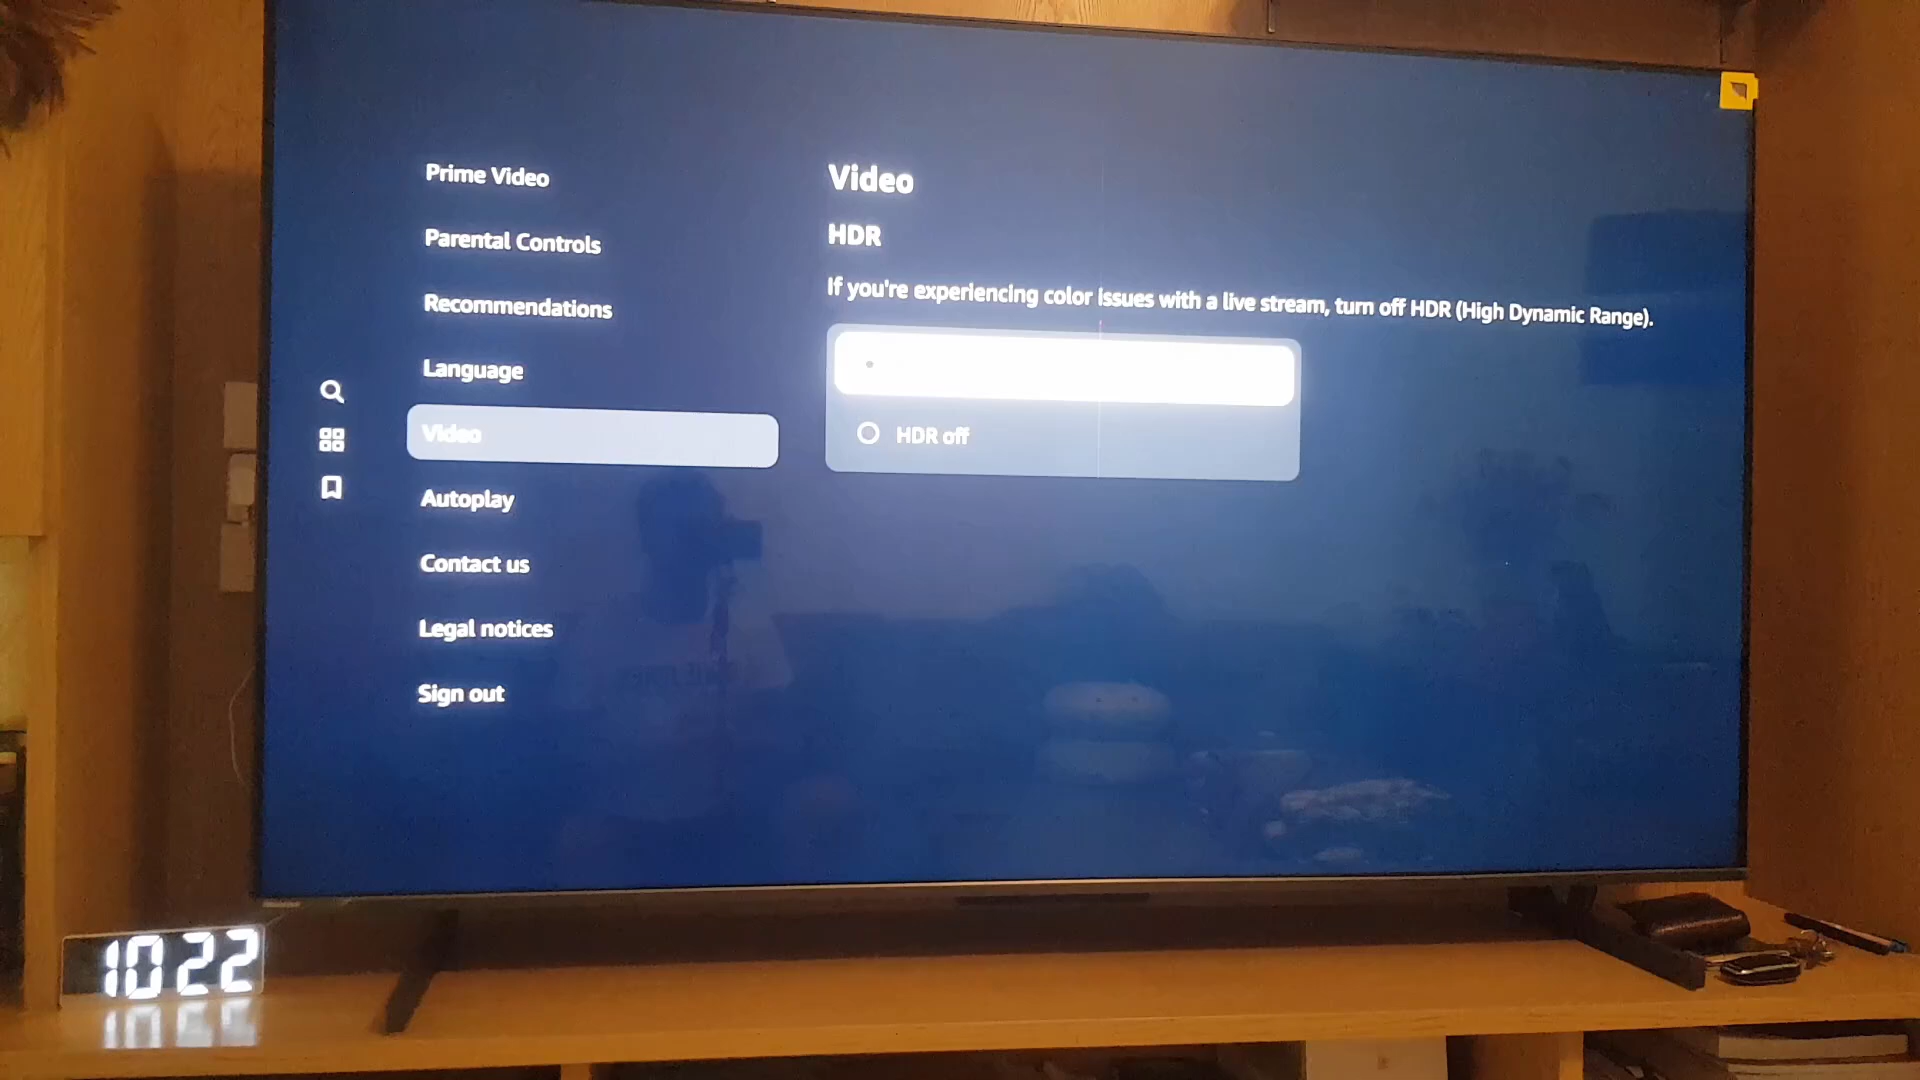 Prime Video
Parental Controls
Recommendations
Language
Video
Autoplay
Contact us
Legal notices
Sign out
Video
HDR
If you're experiencing color issues with a live stream, turn off HDR (High Dynamic Range).
HDR off
10 22